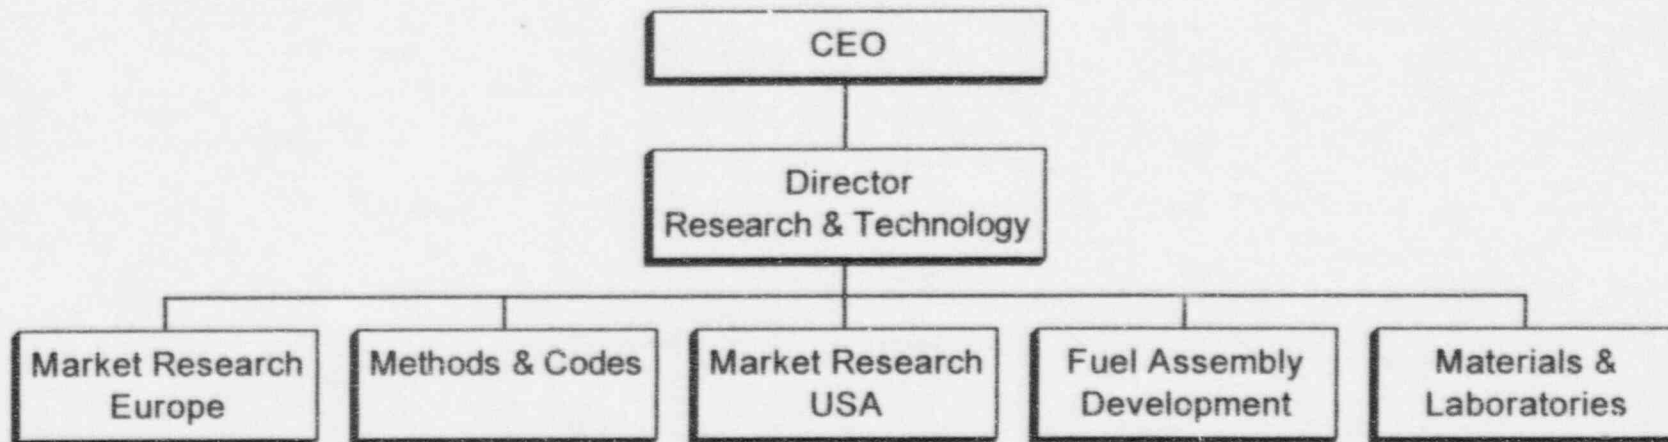 CEO
Director
Research & Technology
Market Research
Europe
Methods & Codes
Market Research
USA
Fuel Assembly
Development
Materials &
Laboratories